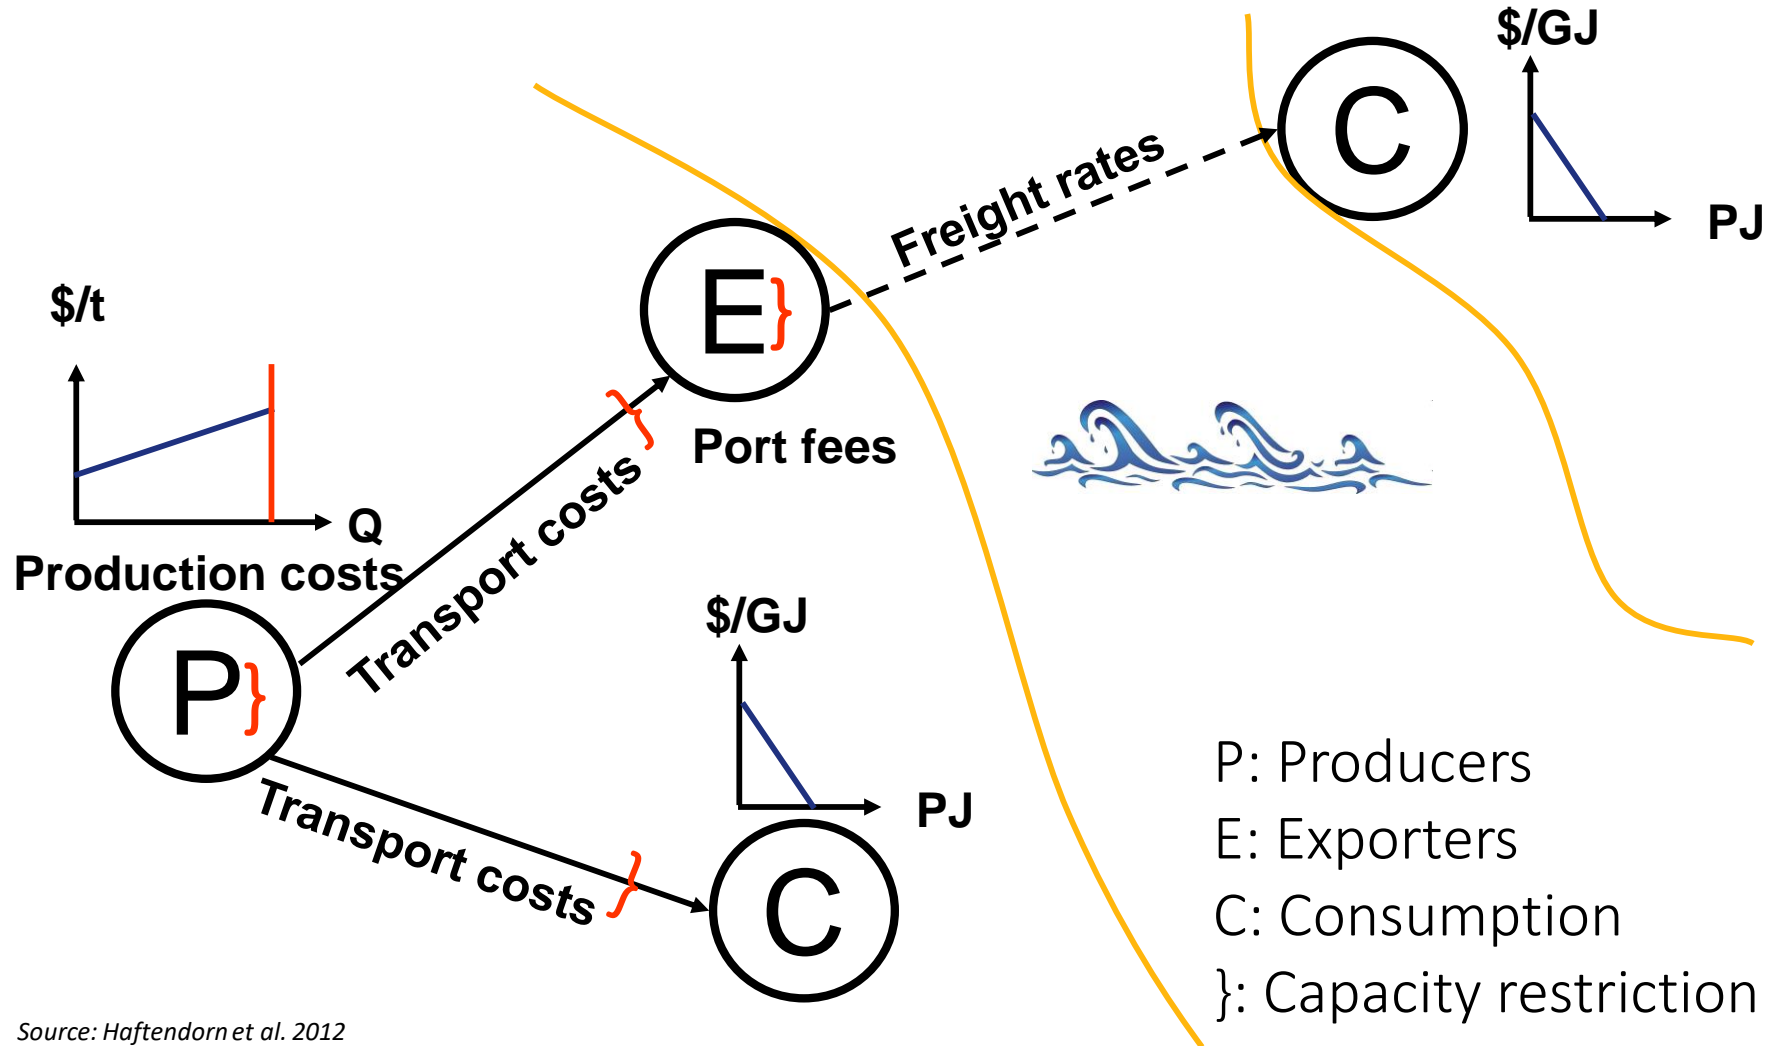 $/GJ
C
PJ
Freight rates
E}
Port fees
$/t
Q
Production costs
Transport costs
P}
}
$/GJ
PJ
Transport costs
}
C
P: Producers
E: Exporters
C: Consumption
}: Capacity restriction
Source: Haftendorn et al. 2012